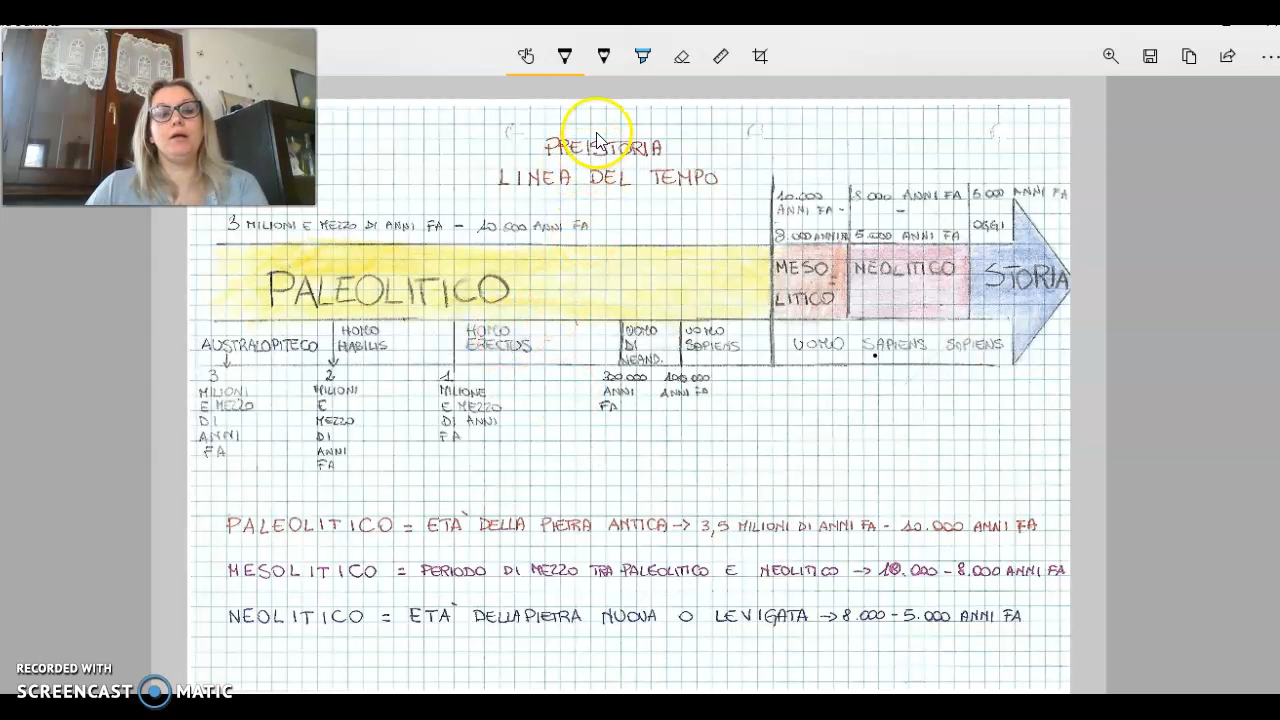 PREISTORIA
LINEA DEL TEMPO
3 MILIONI E MEZZO DI ANNI FA - 10.000 ANNI FA
10.000 ANNI FA - 8.000 ANNI FA
8.000 ANNI FA - 5.000 ANNI FA
5.000 ANNI FA OGGI
PALEOLITICO
MESO-
LITICO
NEOLITICO
STORIA
AUSTRALOPITECO
HOMO
HABILIS
HOMO
ERECTUS
UOMO
DI
NEAND.
UOMO
SAPIENS
UOMO SAPIENS SAPIENS
3
MILIONI
E MEZZO
DI
ANNI
FA
2
MILIONI
E
MEZZO
DI
ANNI
FA
1
MILIONE
E MEZZO
DI ANNI
FA
ANNI
FA
100.000
ANNI FA
PALEOLITICO = ETÀ DELLA PIETRA ANTICA → 3,5 MILIONI DI ANNI FA - 10.000 ANNI FA
MESOLITICO = PERIODO DI MEZZO TRA PALEOLITICO E NEOLITICO → 10.000 - 8.000 ANNI FA
NEOLITICO = ETÀ DELLA PIETRA NUOVA O LEVIGATA → 8.000 - 5.000 ANNI FA
RECORDED WITH
SCREENCAST MATIC